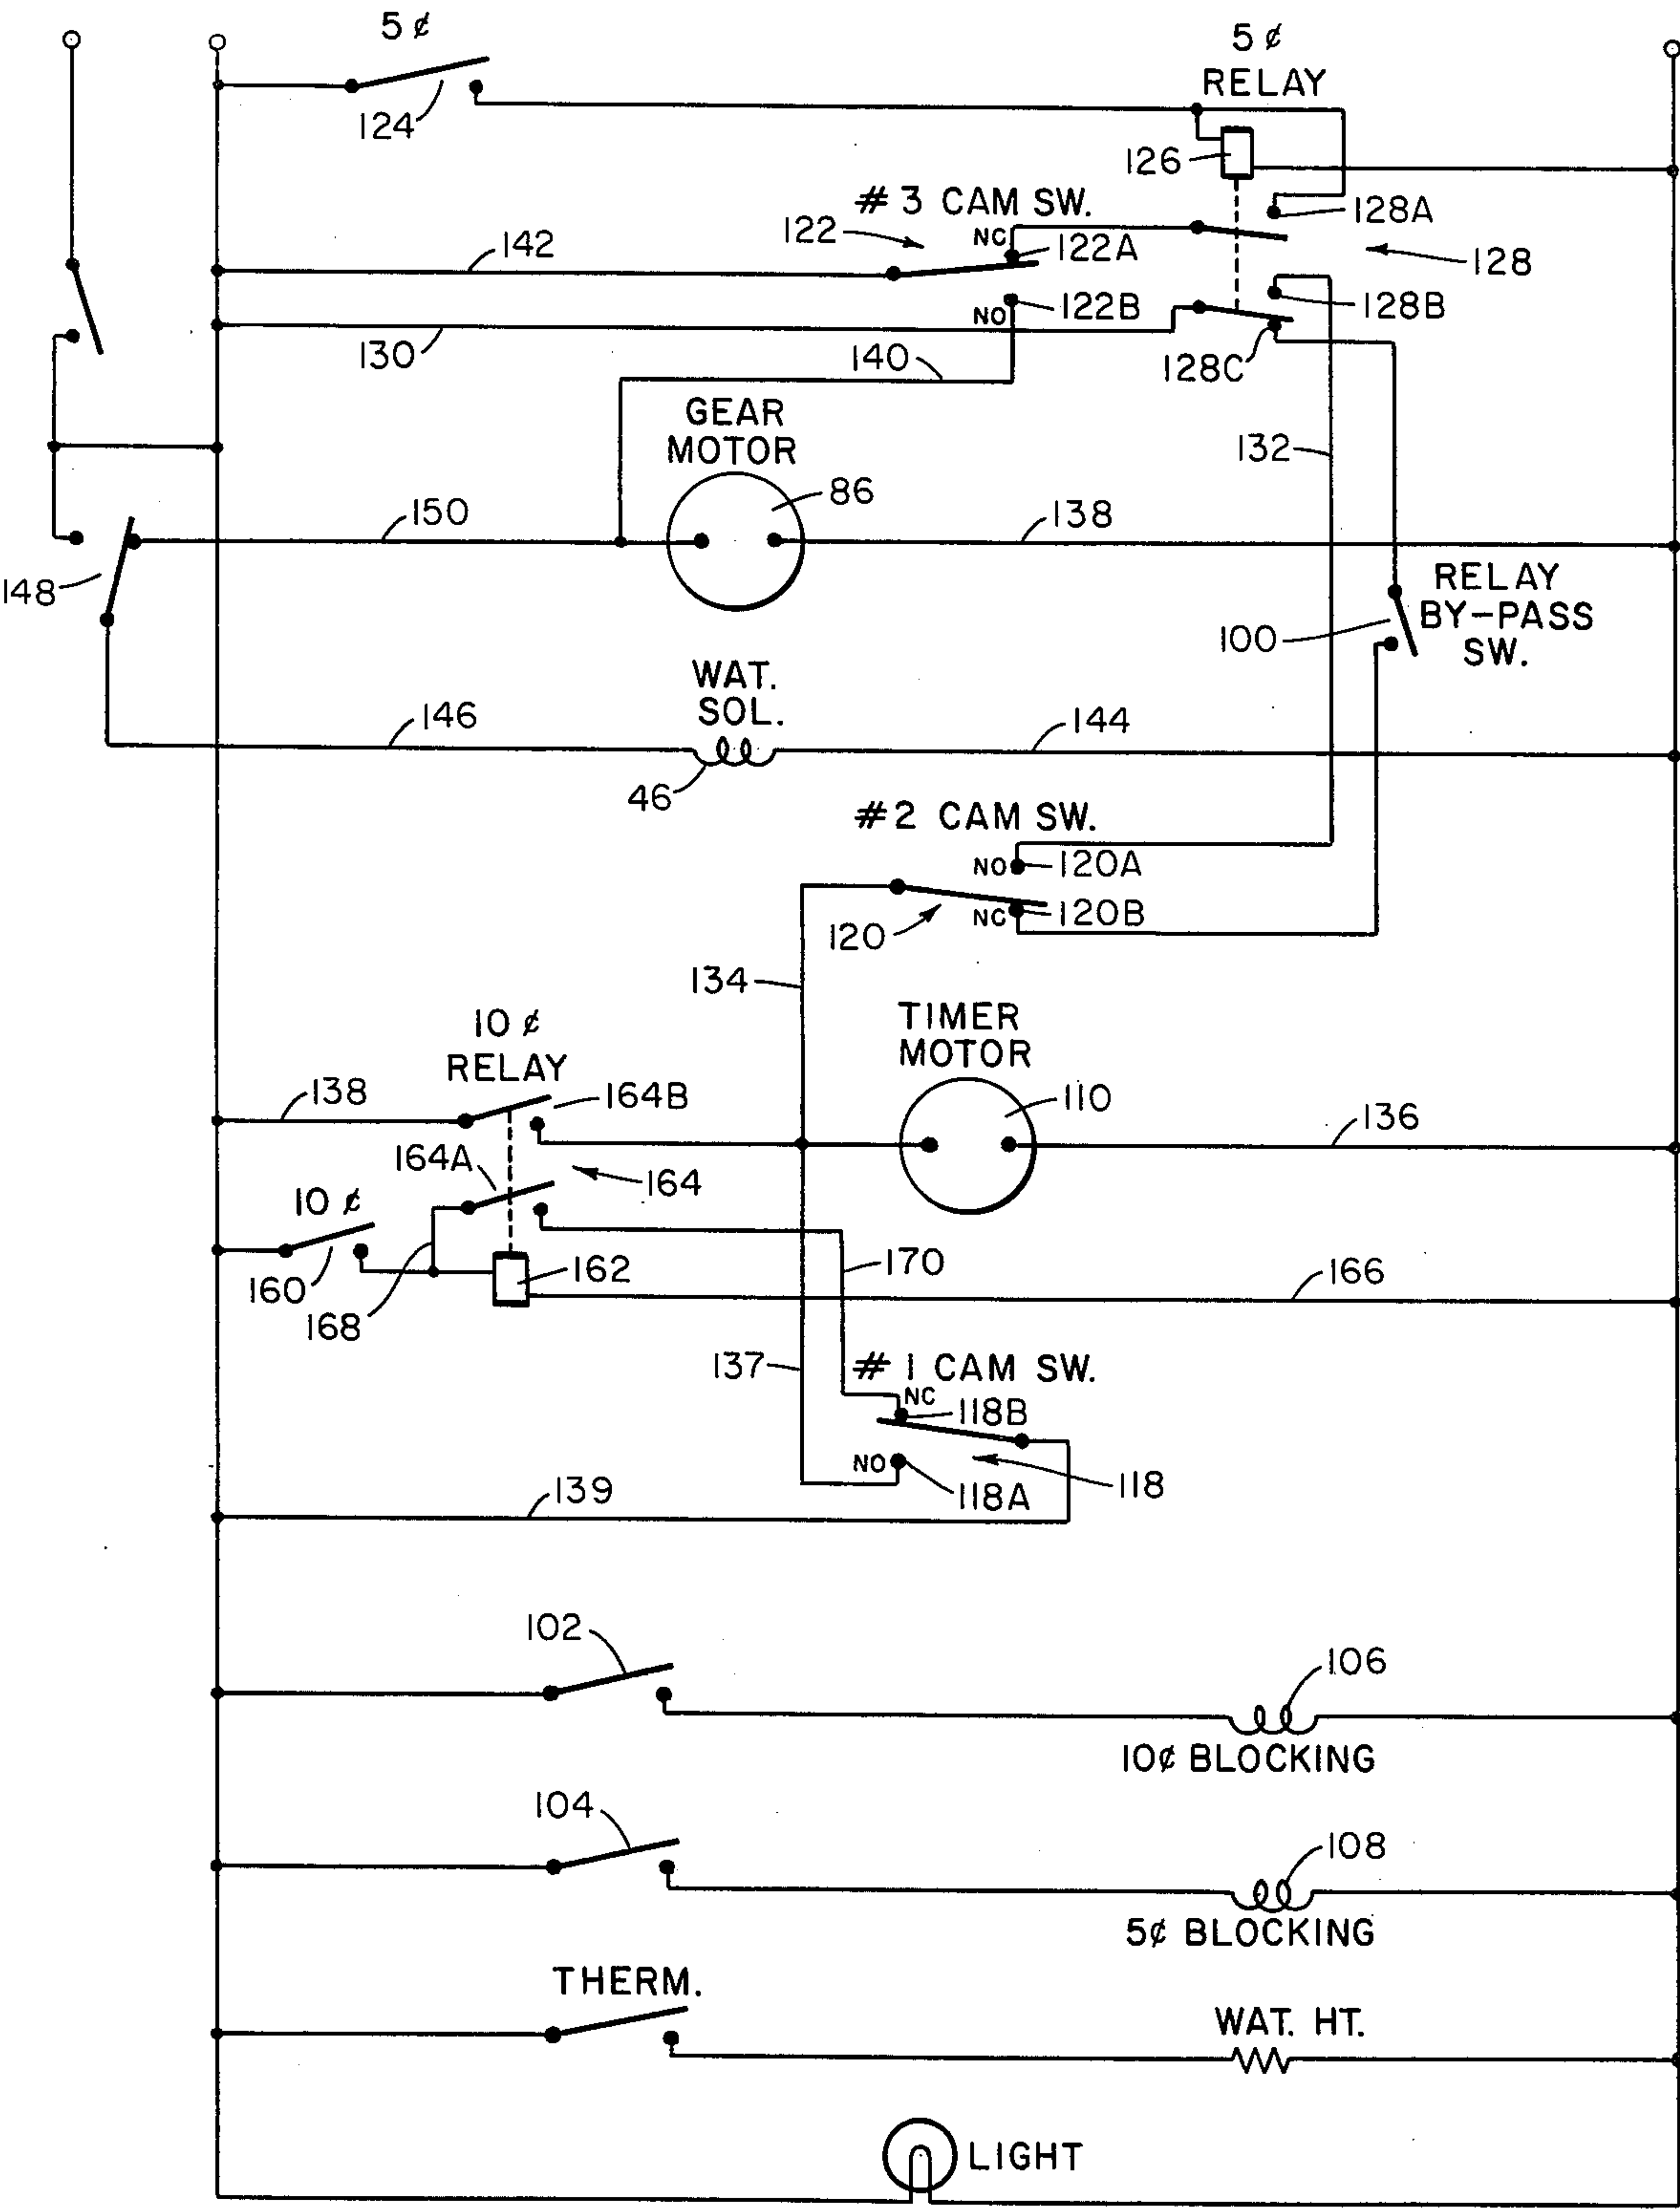 5 ¢
5 ¢
RELAY
124
126
# 3 CAM SW.
128A
122
NC
122A
142
128
NO
122B
128B
130
140
128C
GEAR
MOTOR
132
86
150
138
148
RELAY
BY-PASS
SW.
100
WAT.
SOL.
146
144
46
#2 CAM SW.
NO
120A
NC
120B
120
134
TIMER
MOTOR
10 ¢
RELAY
138
164B
110
136
164A
164
10 ¢
160
162
170
166
168
137
# 1 CAM SW.
NC
118B
NO
118A
118
139
102
106
10¢ BLOCKING
104
108
5¢ BLOCKING
THERM.
WAT. HT.
LIGHT